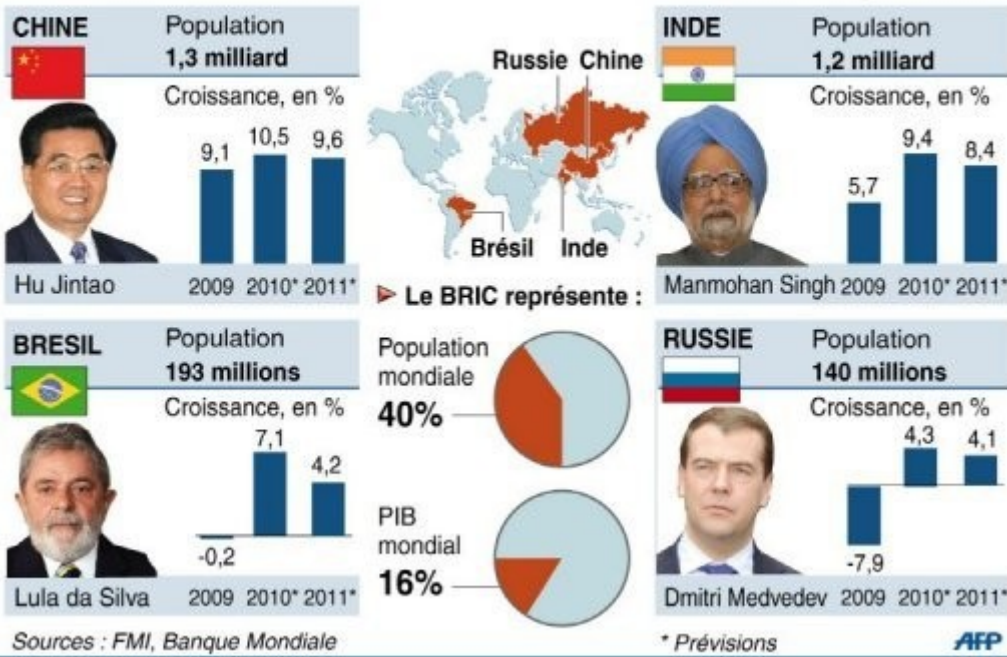 CHINE
Population
1,3 milliard
Croissance, en %
9,1
10,5
9,6
Hu Jintao
2009 2010* 2011*
Russie Chine
Brésil Inde
Le BRIC représente :
Population
mondiale
40%
PIB
mondial
16%
INDE
Population
1,2 milliard
Croissance, en %
5,7
9,4
8,4
Manmohan Singh
2009 2010* 2011*
BRESIL
Population
193 millions
Croissance, en %
-0,2
7,1
4,2
Lula da Silva
2009 2010* 2011*
RUSSIE
Population
140 millions
Croissance, en %
-7,9
4,3
4,1
Dmitri Medvedev
2009 2010* 2011*
Sources : FMI, Banque Mondiale
* Prévisions
AFP